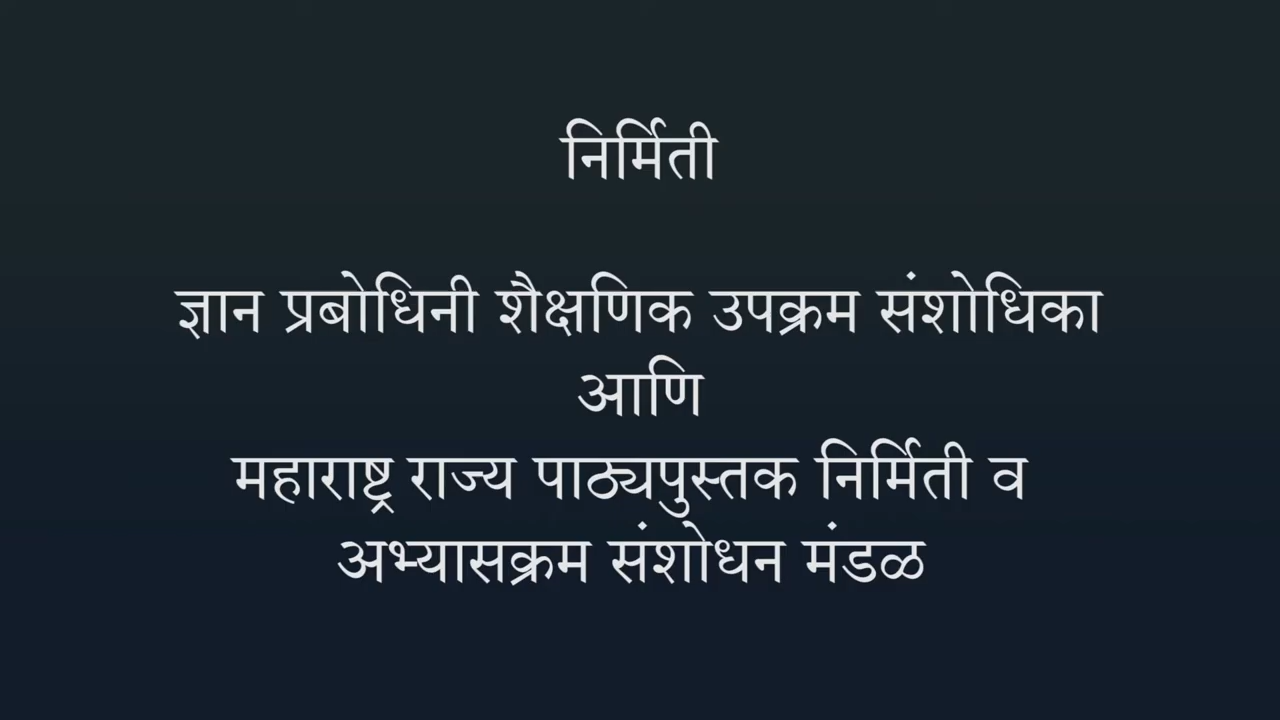 निर्मिती
ज्ञान प्रबोधिनी शैक्षणिक उपक्रम संशोधिका
आणि
महाराष्ट्र राज्य पाठ्यपुस्तक निर्मिती व
अभ्यासक्रम संशोधन मंडळ